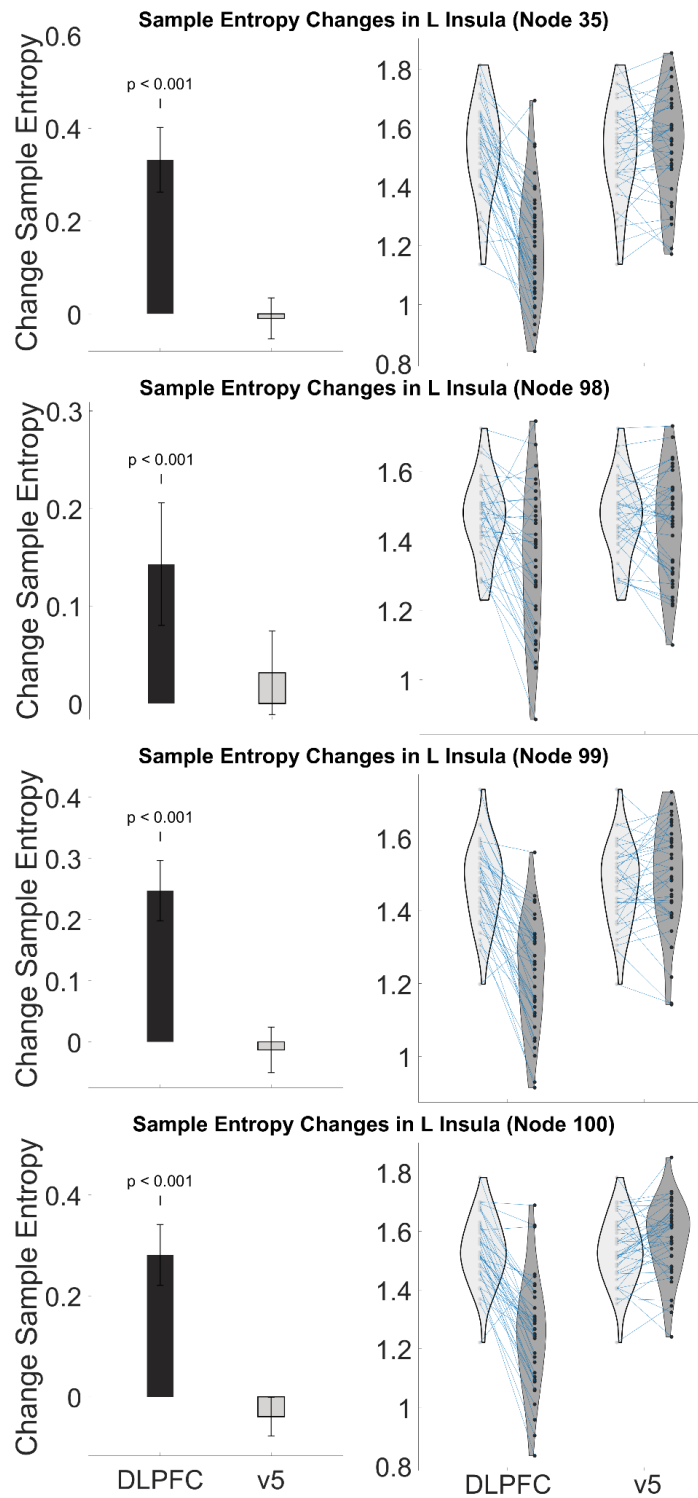 Sample Entropy Changes in L Insula (Node 35)
Change Sample Entropy
0.6
0.4
0.2
0
p < 0.001
1.8
1.6
1.4
1.2
1
0.8
Sample Entropy Changes in L Insula (Node 98)
Change Sample Entropy
0.3
0.2
0.1
0
p < 0.001
1.6
1.4
1.2
1
Sample Entropy Changes in L Insula (Node 99)
Change Sample Entropy
0.4
0.3
0.2
0.1
0
p < 0.001
1.6
1.4
1.2
1
Sample Entropy Changes in L Insula (Node 100)
Change Sample Entropy
0.4
0.2
0
p < 0.001
1.8
1.6
1.4
1.2
1
0.8
DLPFC v5
DLPFC v5